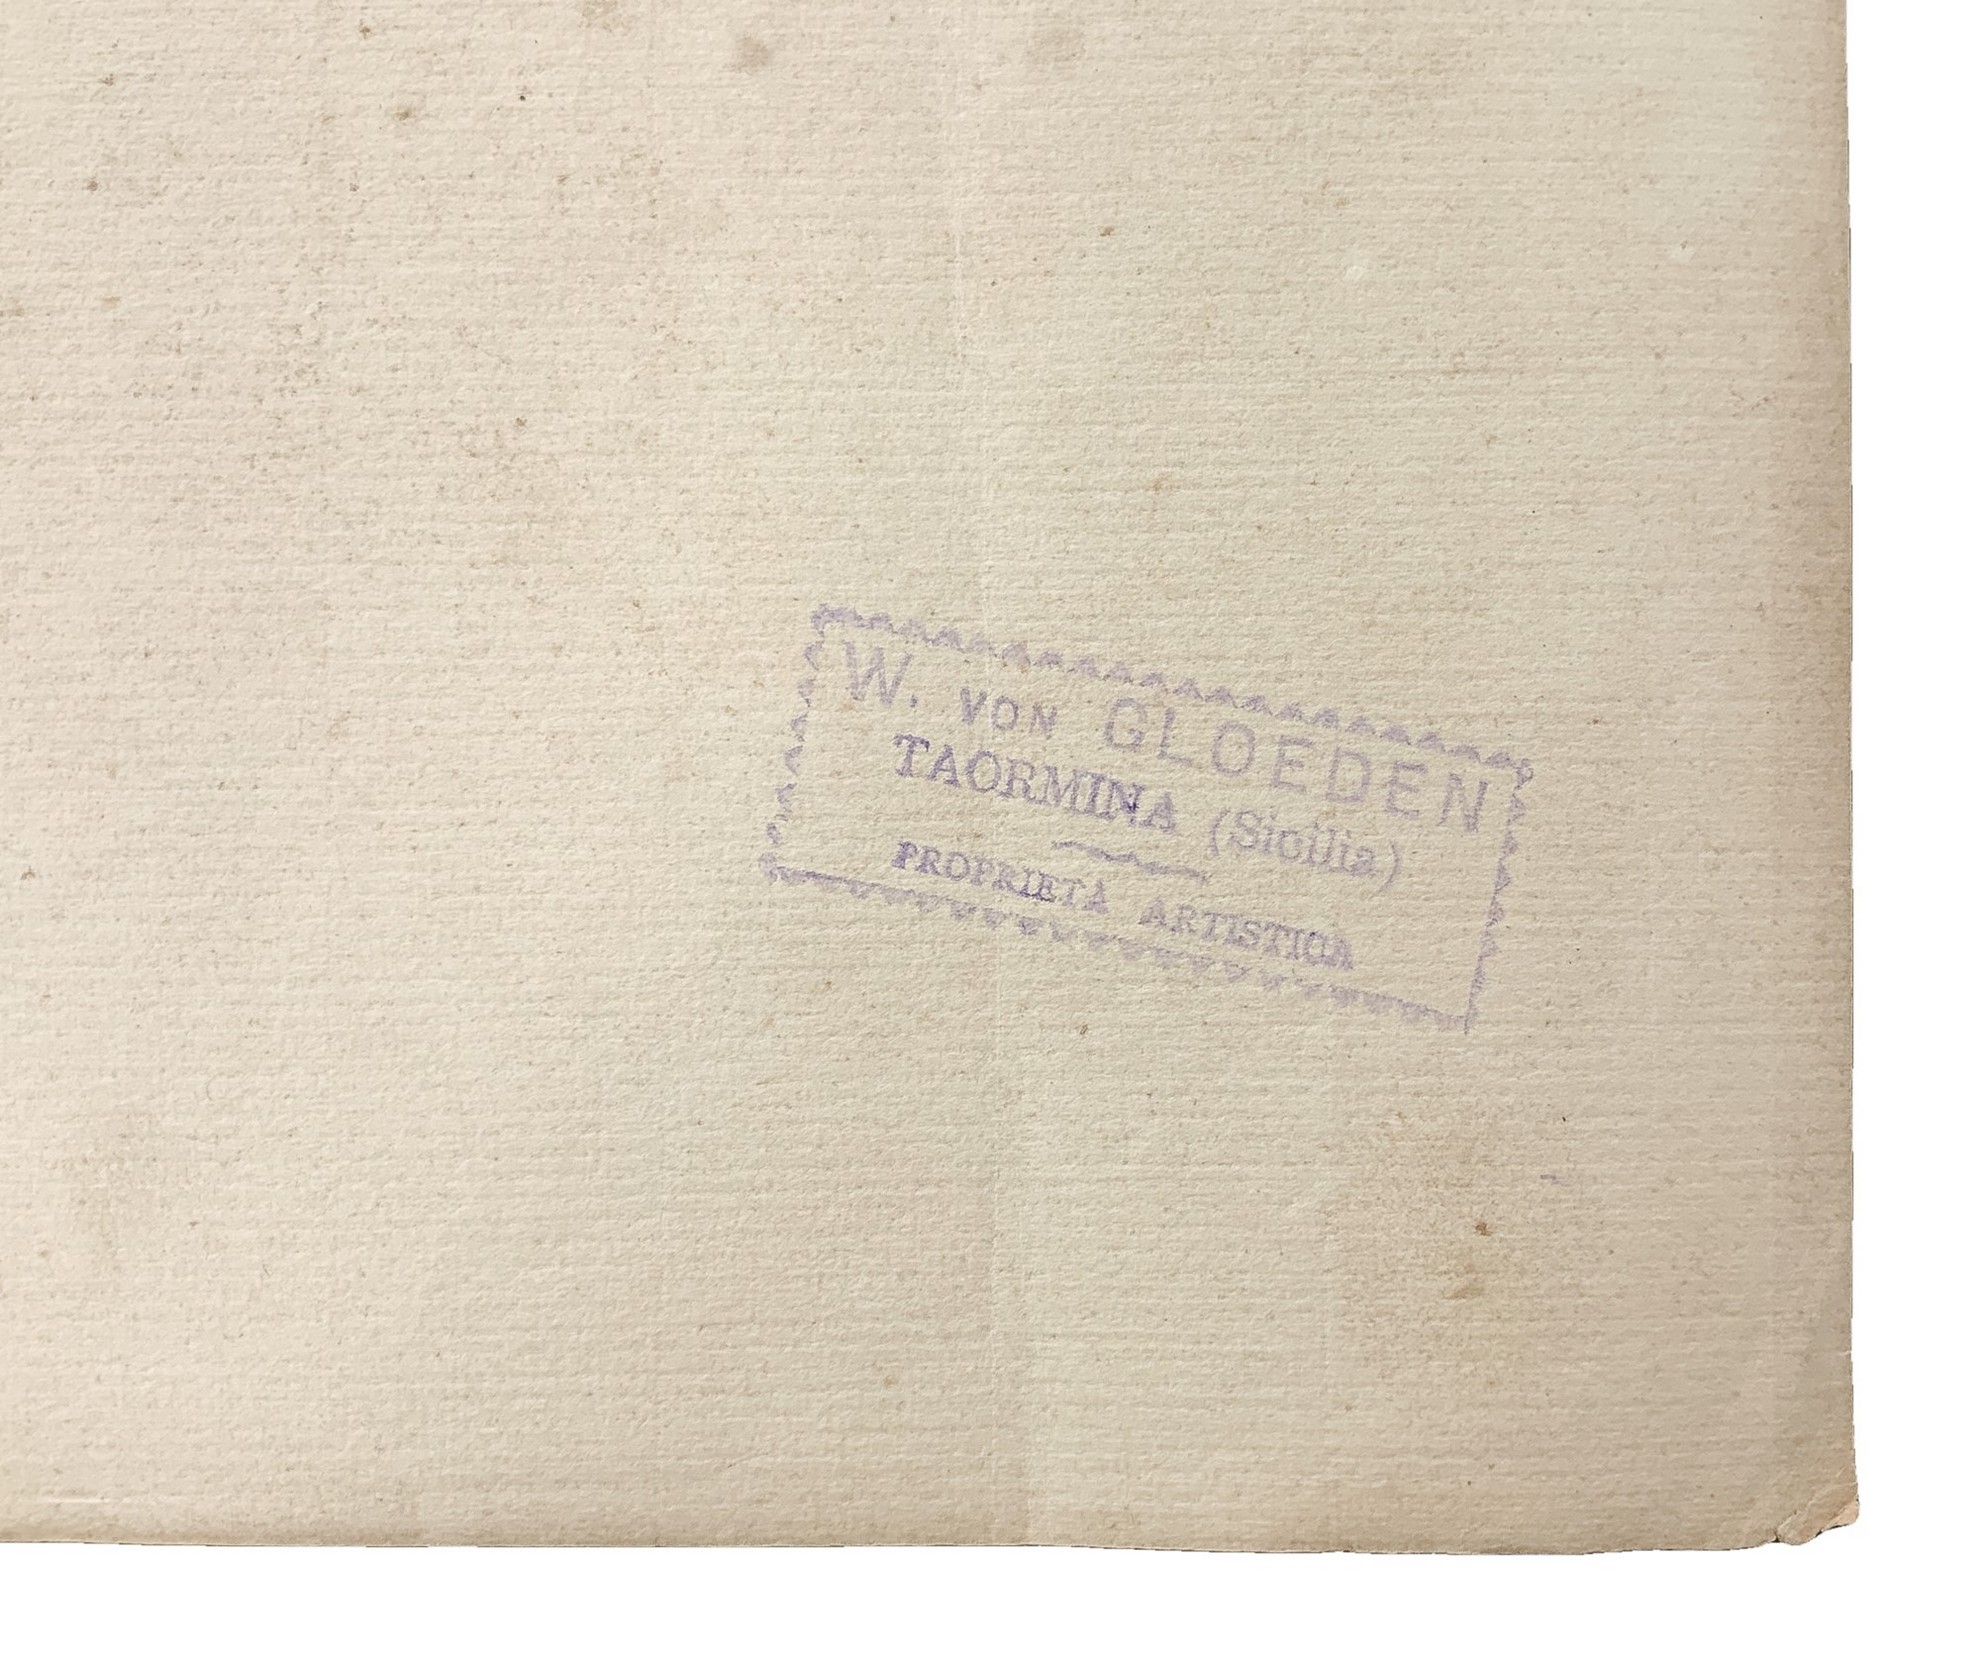 W. VON GLOEDEN
TAORMINA (Sicilia)
PROPRIETÀ ARTISTICA